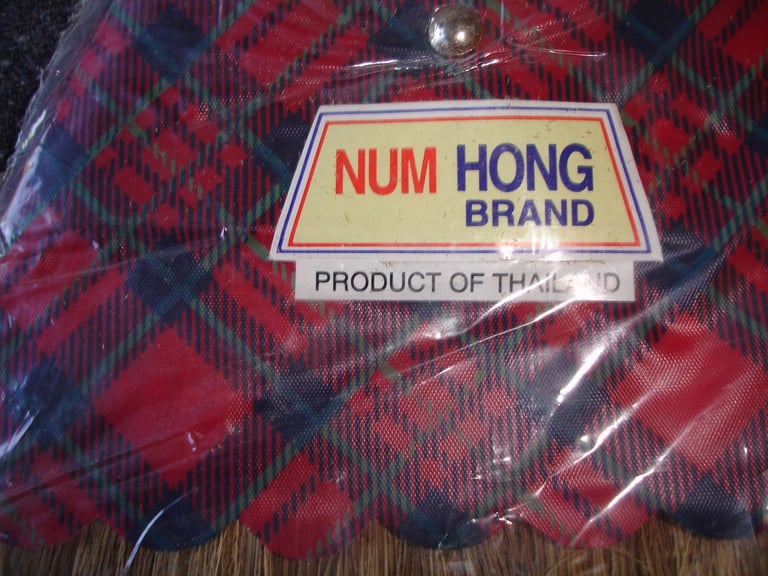 NUM HONG
BRAND
PRODUCT OF THAILAND